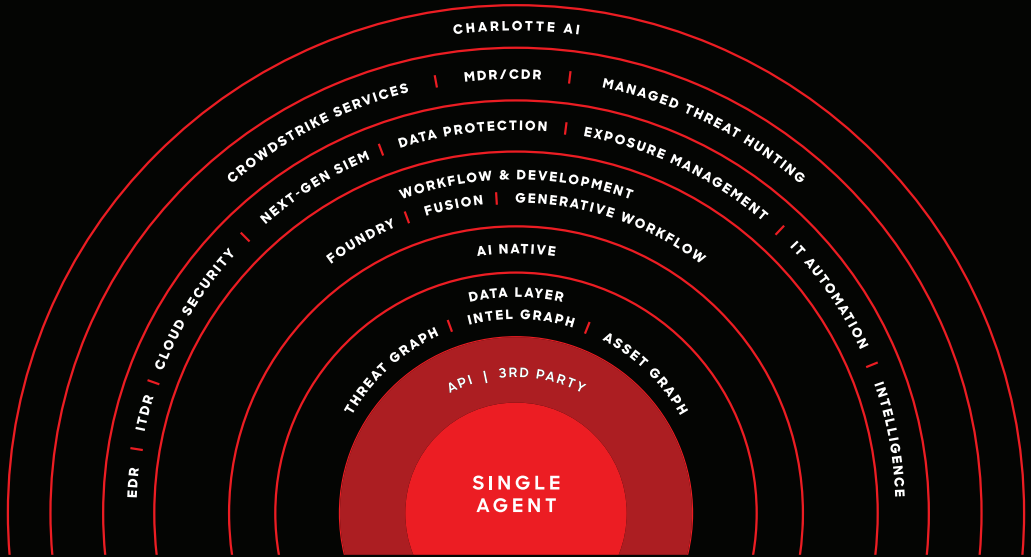 CHARLOTTE AI
CROWDSTRIKE SERVICES | MDR/CDR | MANAGED THREAT HUNTING
EDR | ITDR | CLOUD SECURITY | NEXT-GEN SIEM | DATA PROTECTION | EXPOSURE MANAGEMENT | IT AUTOMATION | INTELLIGENCE
WORKFLOW & DEVELOPMENT
FOUNDRY | FUSION | GENERATIVE WORKFLOW
AI NATIVE
DATA LAYER
THREAT GRAPH | INTEL GRAPH | ASSET GRAPH
API | 3RD PARTY
SINGLE
AGENT